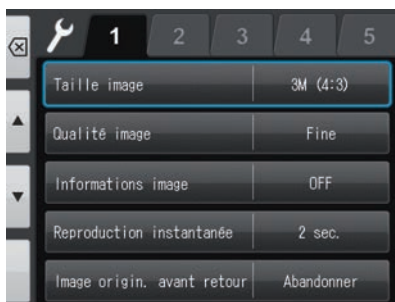 1 2 3 4 5
Taille image 3M (4:3)
Qualité image Fine
Informations image OFF
Reproduction instantanée 2 sec.
Image origin. avant retour Abandonner